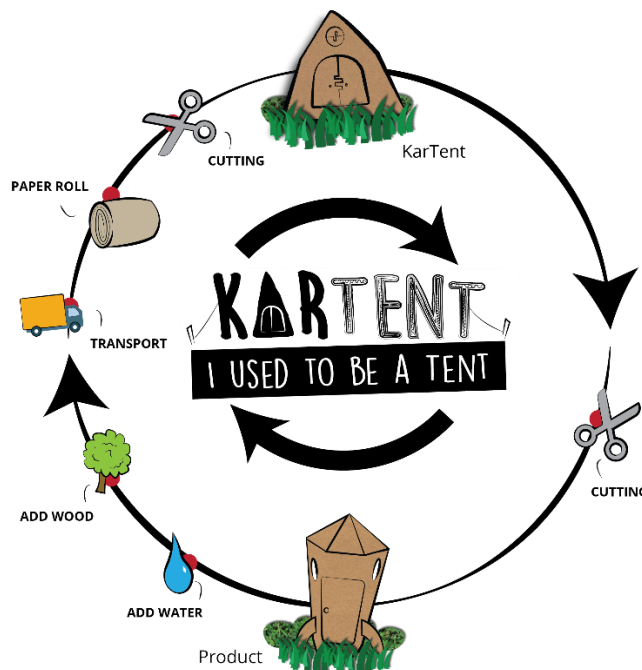 CUTTING
KarTent
PAPER ROLL
TRANSPORT
KARTENT
I USED TO BE A TENT
CUTTING
ADD WOOD
ADD WATER
Product